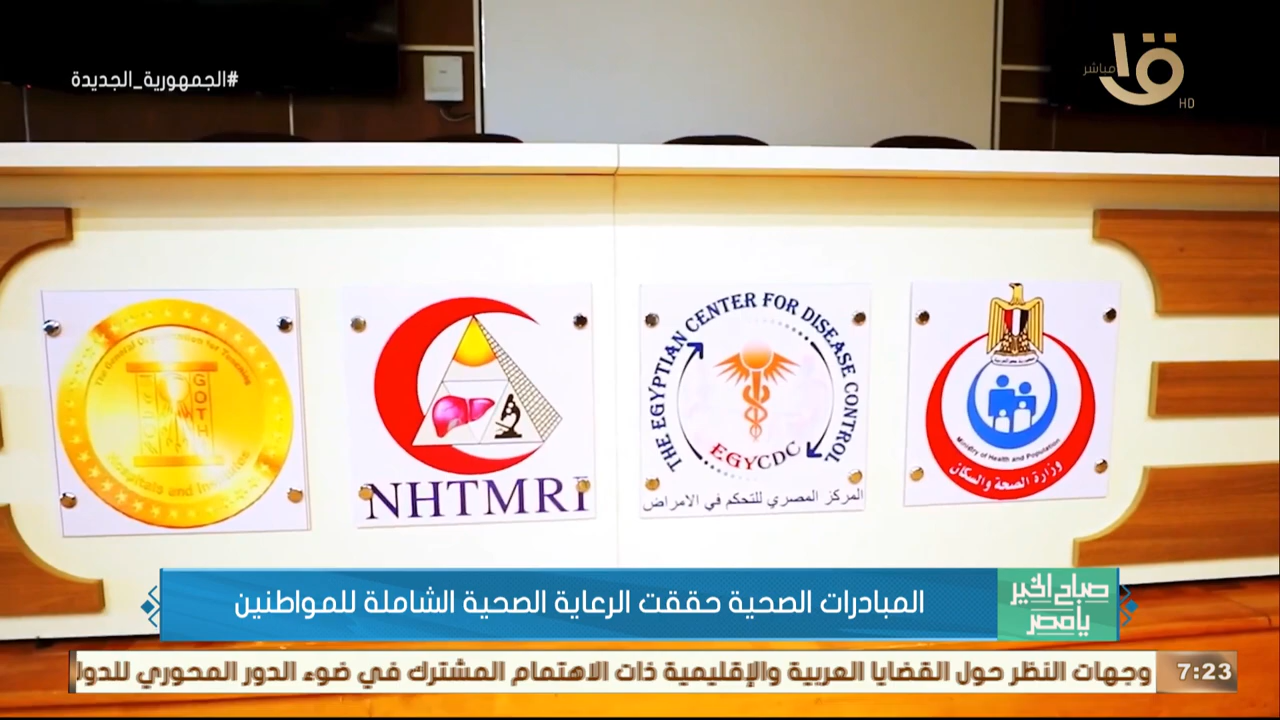 #الجمهورية_الجديدة
مباشر
HD
The General Organization for Teaching
GOTHI
Hospitals and Institutes
NHTMRI
THE EGYPTIAN CENTER FOR DISEASE CONTROL
EGYCDC
المركز المصري للتحكم في الامراض
Ministry of Health and Population
وزارة الصحة والسكان
صباح الخير
يا مصر
المبادرات الصحية حققت الرعاية الصحية الشاملة للمواطنين
7:23
وجهات النظر حول القضايا العربية والإقليمية ذات الاهتمام المشترك في ضوء الدور المحوري للدول